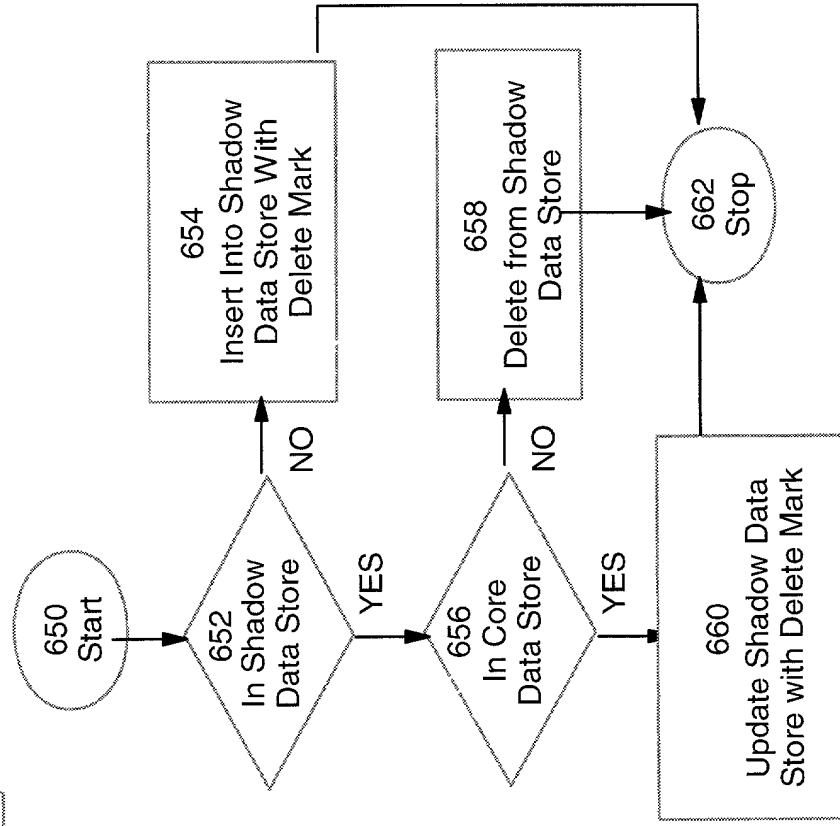 650
Start
652
In Shadow
Data Store
NO
654
Insert Into Shadow
Data Store With
Delete Mark
YES
656
In Core
Data Store
NO
658
Delete from Shadow
Data Store
YES
660
Update Shadow Data
Store with Delete Mark
662
Stop